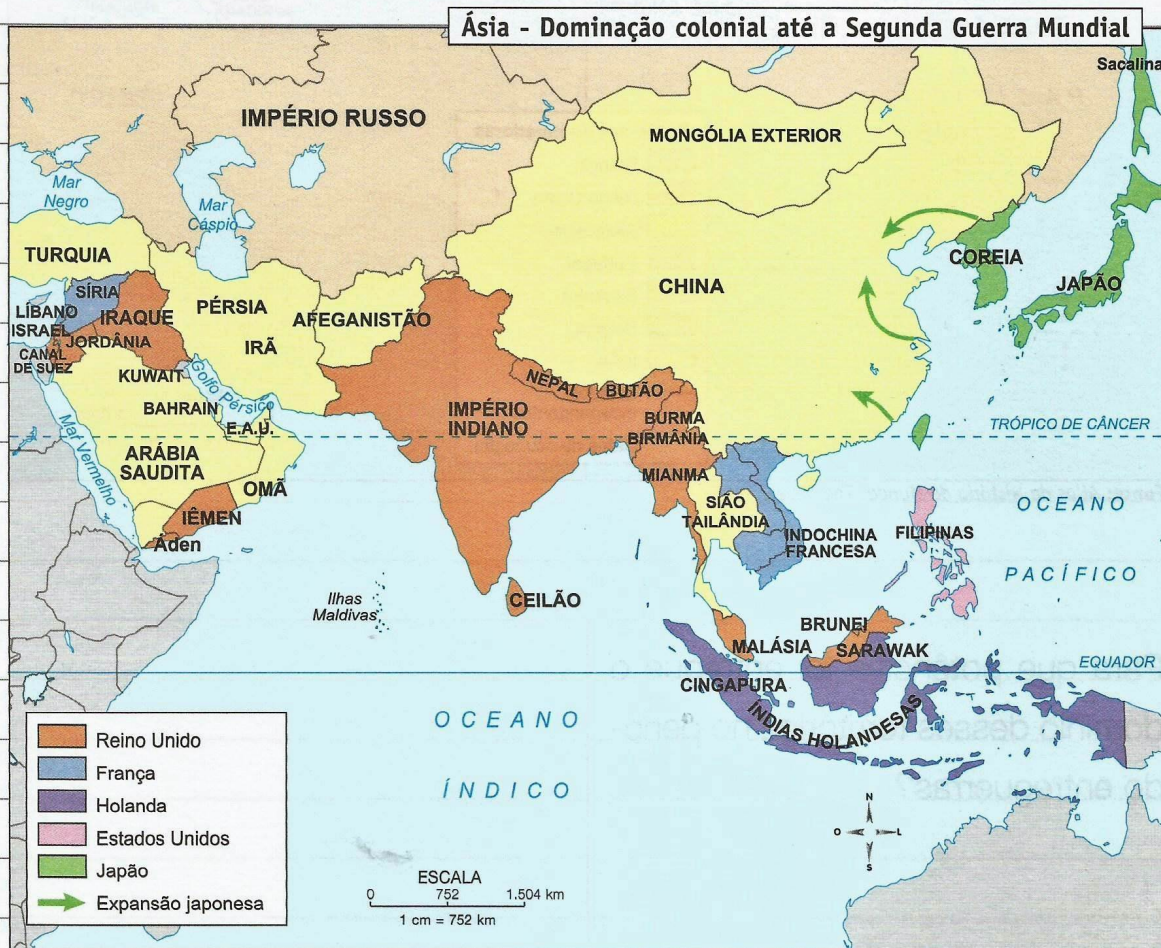 Ásia - Dominação colonial até a Segunda Guerra Mundial
Sacalina
IMPÉRIO RUSSO
MONGÓLIA EXTERIOR
Mar
Negro
Mar
Cáspio
TURQUIA
COREIA
JAPÃO
CHINA
SÍRIA
PÉRSIA
LÍBANO
IRAQUE
AFEGANISTÃO
ISRAEL
JORDÂNIA
IRÃ
CANAL
DE SUEZ
KUWAIT
Golfo Pérsico
NEPAL
BUTÃO
BAHRAIN
IMPÉRIO
INDIANO
BURMA
BIRMÂNIA
E.A.U.
TRÓPICO DE CÂNCER
Mar Vermelho
ARÁBIA
SAUDITA
OMÃ
MIANMA
SIÃO
TAILÂNDIA
OCEANO
PACÍFICO
IÊMEN
Áden
INDOCHINA
FRANCESA
FILIPINAS
Ilhas
Maldivas
CEILÃO
BRUNEI
MALÁSIA
SARAWAK
EQUADOR
CINGAPURA
ÍNDIAS HOLANDESAS
OCEANO
ÍNDICO
Reino Unido
França
Holanda
Estados Unidos
Japão
Expansão japonesa
ESCALA
0 752 1.504 km
1 cm = 752 km
N
O L
S